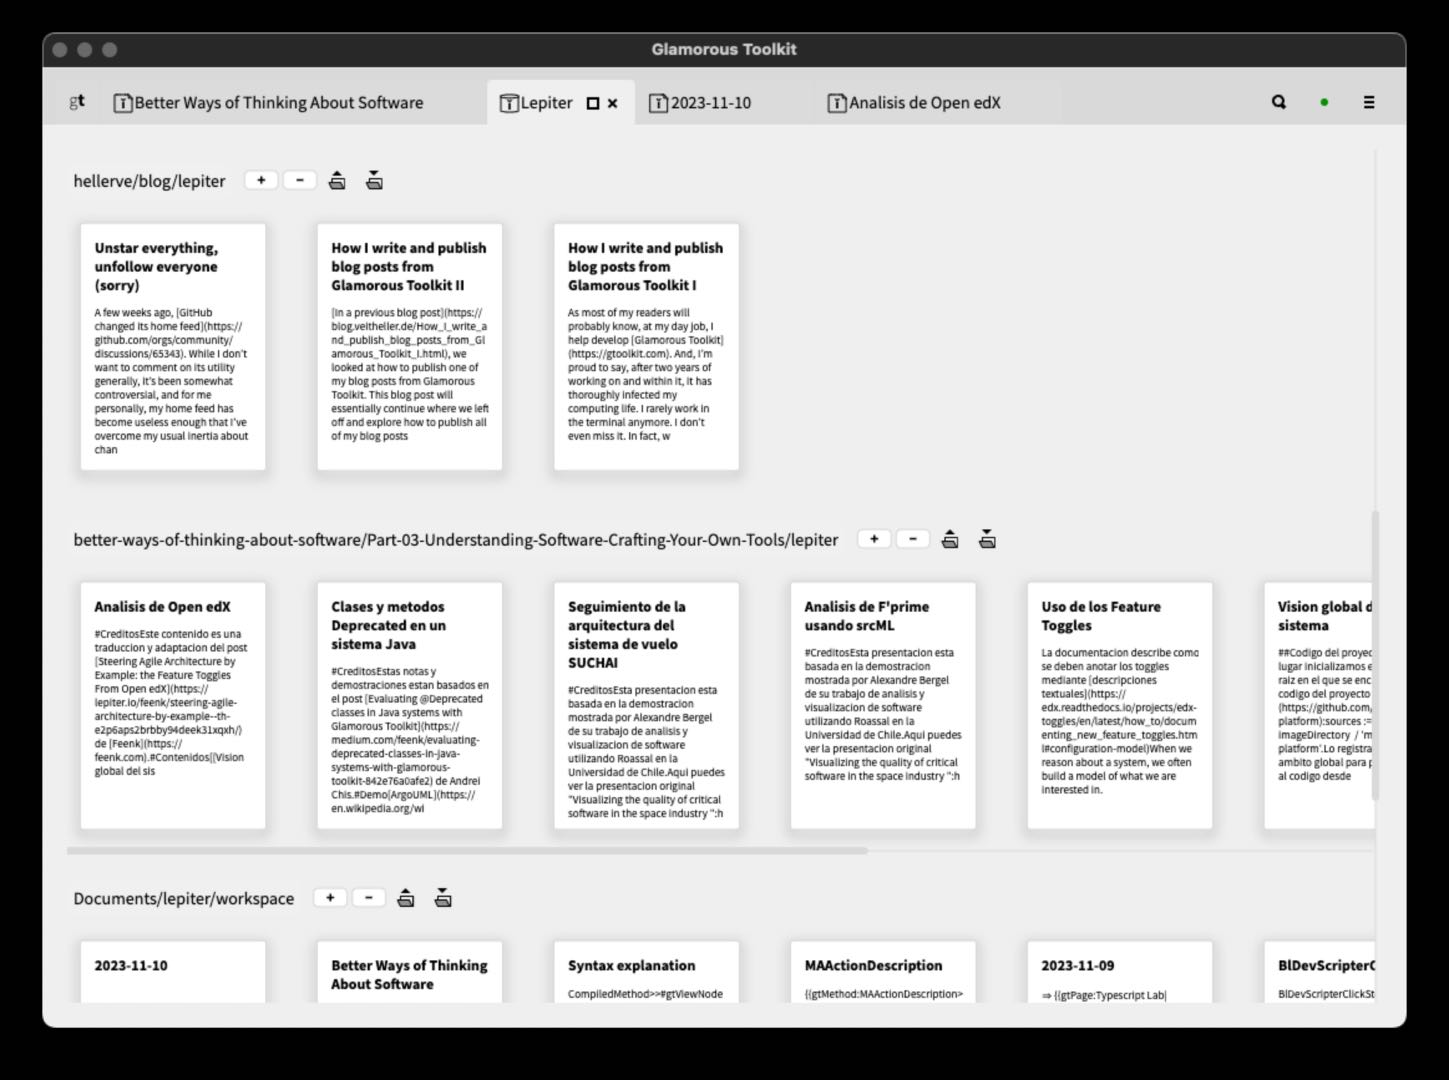 Glamorous Toolkit
gt
Better Ways of Thinking About Software
Lepiter
2023-11-10
Analisis de Open edX
hellerve/blog/lepiter
+
-
Unstar everything,
unfollow everyone
(sorry)
A few weeks ago, [GitHub
changed its home feed](https://
github.com/orgs/community/
discussions/65343). While I don't
want to comment on its utility
generally, it's been somewhat
controversial, and for me
personally, my home feed has
become useless enough that I've
overcome my usual inertia about
chan
How I write and publish
blog posts from
Glamorous Toolkit II
[In a previous blog post](https://
blog.veitheller.de/How_I_write_a
nd_publish_blog_posts_from_Gl
amorous_Toolkit_I.html), we
looked at how to publish one of
my blog posts from Glamorous
Toolkit. This blog post will
essentially continue where we left
off and explore how to publish all
of my blog posts
How I write and publish
blog posts from
Glamorous Toolkit I
As most of my readers will
probably know, at my day job, I
help develop [Glamorous Toolkit]
(https://gtoolkit.com). And, I'm
proud to say, after two years of
working on and within it, it has
thoroughly infected my
computing life. I rarely work in
the terminal anymore. I don't
even miss it. In fact, w
better-ways-of-thinking-about-software/Part-03-Understanding-Software-Crafting-Your-Own-Tools/lepiter
+
-
Analisis de Open edX
#CreditosEste contenido es una
traduccion y adaptacion del post
[Steering Agile Architecture by
Example: the Feature Toggles
From Open edX](https://
lepiter.io/feenk/steering-agile-
architecture-by-example--th-
e2p6aps2brbby94deek31xqxh/)
de [Feenk](https://
feenk.com).#Contenidos[[Vision
global del sis
Clases y metodos
Deprecated en un
sistema Java
#CreditosEstas notas y
demostraciones estan basados en
el post [Evaluating @Deprecated
classes in Java systems with
Glamorous Toolkit](https://
medium.com/feenk/evaluating-
deprecated-classes-in-java-
systems-with-glamorous-
toolkit-842e76a0afe2) de Andrei
Chis.#Demo[ArgoUML](https://
en.wikipedia.org/wi
Seguimiento de la
arquitectura del
sistema de vuelo
SUCHAI
#CreditosEsta presentacion esta
basada en la demostracion
mostrada por Alexandre Bergel
de su trabajo de analisis y
visualizacion de software
utilizando Roassal en la
Universidad de Chile.Aqui puedes
ver la presentacion original
"Visualizing the quality of critical
software in the space industry ":h
Analisis de F'prime
usando srcML
#CreditosEsta presentacion esta
basada en la demostracion
mostrada por Alexandre Bergel
de su trabajo de analisis y
visualizacion de software
utilizando Roassal en la
Universidad de Chile.Aqui puedes
ver la presentacion original
"Visualizing the quality of critical
software in the space industry ":h
Uso de los Feature
Toggles
La documentacion describe como
se deben anotar los toggles
mediante [descripciones
textuales](https://
edx.readthedocs.io/projects/edx-
toggles/en/latest/how_to/docum
enting_new_feature_toggles.htm
l#configuration-model)When we
reason about a system, we often
build a model of what we are
interested in.
Vision global d
sistema
##Codigo del proyec
lugar inicializamos e
raiz en el que se enc
codigo del proyecto
(https://github.com/
platform):sources :=
imageDirectory / 'm
platform'.Lo registra
ambito global para p
al codigo desde
Documents/lepiter/workspace
+
-
2023-11-10
Better Ways of Thinking
About Software
Syntax explanation
CompiledMethod>>#gtViewNode
MAActionDescription
{{gtMethod:MAActionDescription>
2023-11-09
⇒ {{gtPage:Typescript Lab|
BlDevScripterC
BlDevScripterClickSt